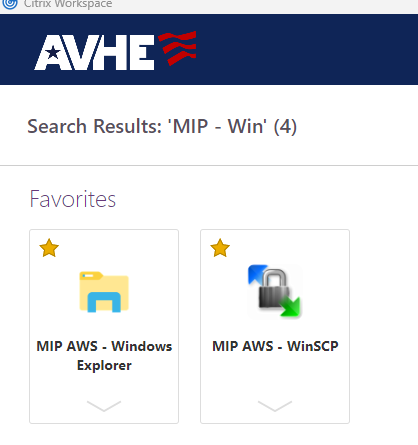 Citrix Workspace
AVHE
Search Results: 'MIP - Win' (4)
Favorites
MIP AWS - Windows
Explorer
MIP AWS - WinSCP